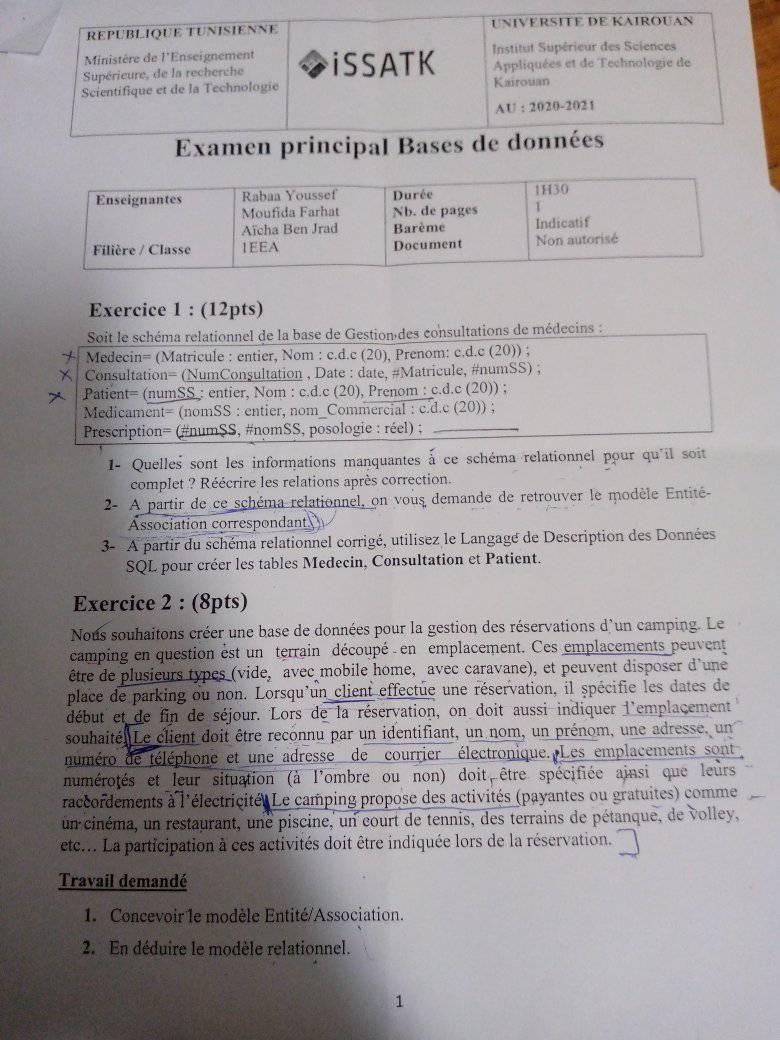 REPUBLIQUE TUNISIENNE
Ministère de l'Enseignement
Supérieure, de la recherche
Scientifique et de la Technologie
iSSATK
UNIVERSITE DE KAIROUAN
Institut Supérieur des Sciences
Appliquées et de Technologie de
Kairouan
AU : 2020-2021
Examen principal Bases de données
Enseignantes
Rabaa Youssef
Moufida Farhat
Aïcha Ben Jrad
Durée
1H30
Nb. de pages
1
Barème
Indicatif
Filière / Classe
1EEA
Document
Non autorisé
Exercice 1 : (12pts)
Soit le schéma relationnel de la base de Gestion des consultations de médecins :
Medecin= (Matricule : entier, Nom : c.d.c (20), Prenom: c.d.c (20)) ;
Consultation= (NumConsultation , Date : date, #Matricule, #numSS) ;
Patient= (numSS : entier, Nom : c.d.c (20), Prenom : c.d.c (20)) ;
Medicament= (nomSS : entier, nom_Commercial : c.d.c (20)) ;
Prescription= (#numSS, #nomSS, posologie : réel) ;
1- Quelles sont les informations manquantes à ce schéma relationnel pour qu'il soit
complet ? Réécrire les relations après correction.
2- A partir de ce schéma relationnel, on vous demande de retrouver le modèle Entité-
Association correspondant.
3- A partir du schéma relationnel corrigé, utilisez le Langage de Description des Données
SQL pour créer les tables Medecin, Consultation et Patient.
Exercice 2 : (8pts)
Nous souhaitons créer une base de données pour la gestion des réservations d'un camping. Le
camping en question est un terrain découpé en emplacement. Ces emplacements peuvent
être de plusieurs types (vide, avec mobile home, avec caravane), et peuvent disposer d'une
place de parking ou non. Lorsqu'un client effectue une réservation, il spécifie les dates de
début et de fin de séjour. Lors de la réservation, on doit aussi indiquer l'emplacement
souhaité. Le client doit être reconnu par un identifiant, un nom, un prénom, une adresse, un
numéro de téléphone et une adresse de courrier électronique. Les emplacements sont
numérotés et leur situation (à l'ombre ou non) doit être spécifiée ainsi que leurs
raccordements à l'électricité. Le camping propose des activités (payantes ou gratuites) comme
un cinéma, un restaurant, une piscine, un court de tennis, des terrains de pétanque, de volley,
etc… La participation à ces activités doit être indiquée lors de la réservation.
Travail demandé
1. Concevoir le modèle Entité/Association.
2. En déduire le modèle relationnel.
1